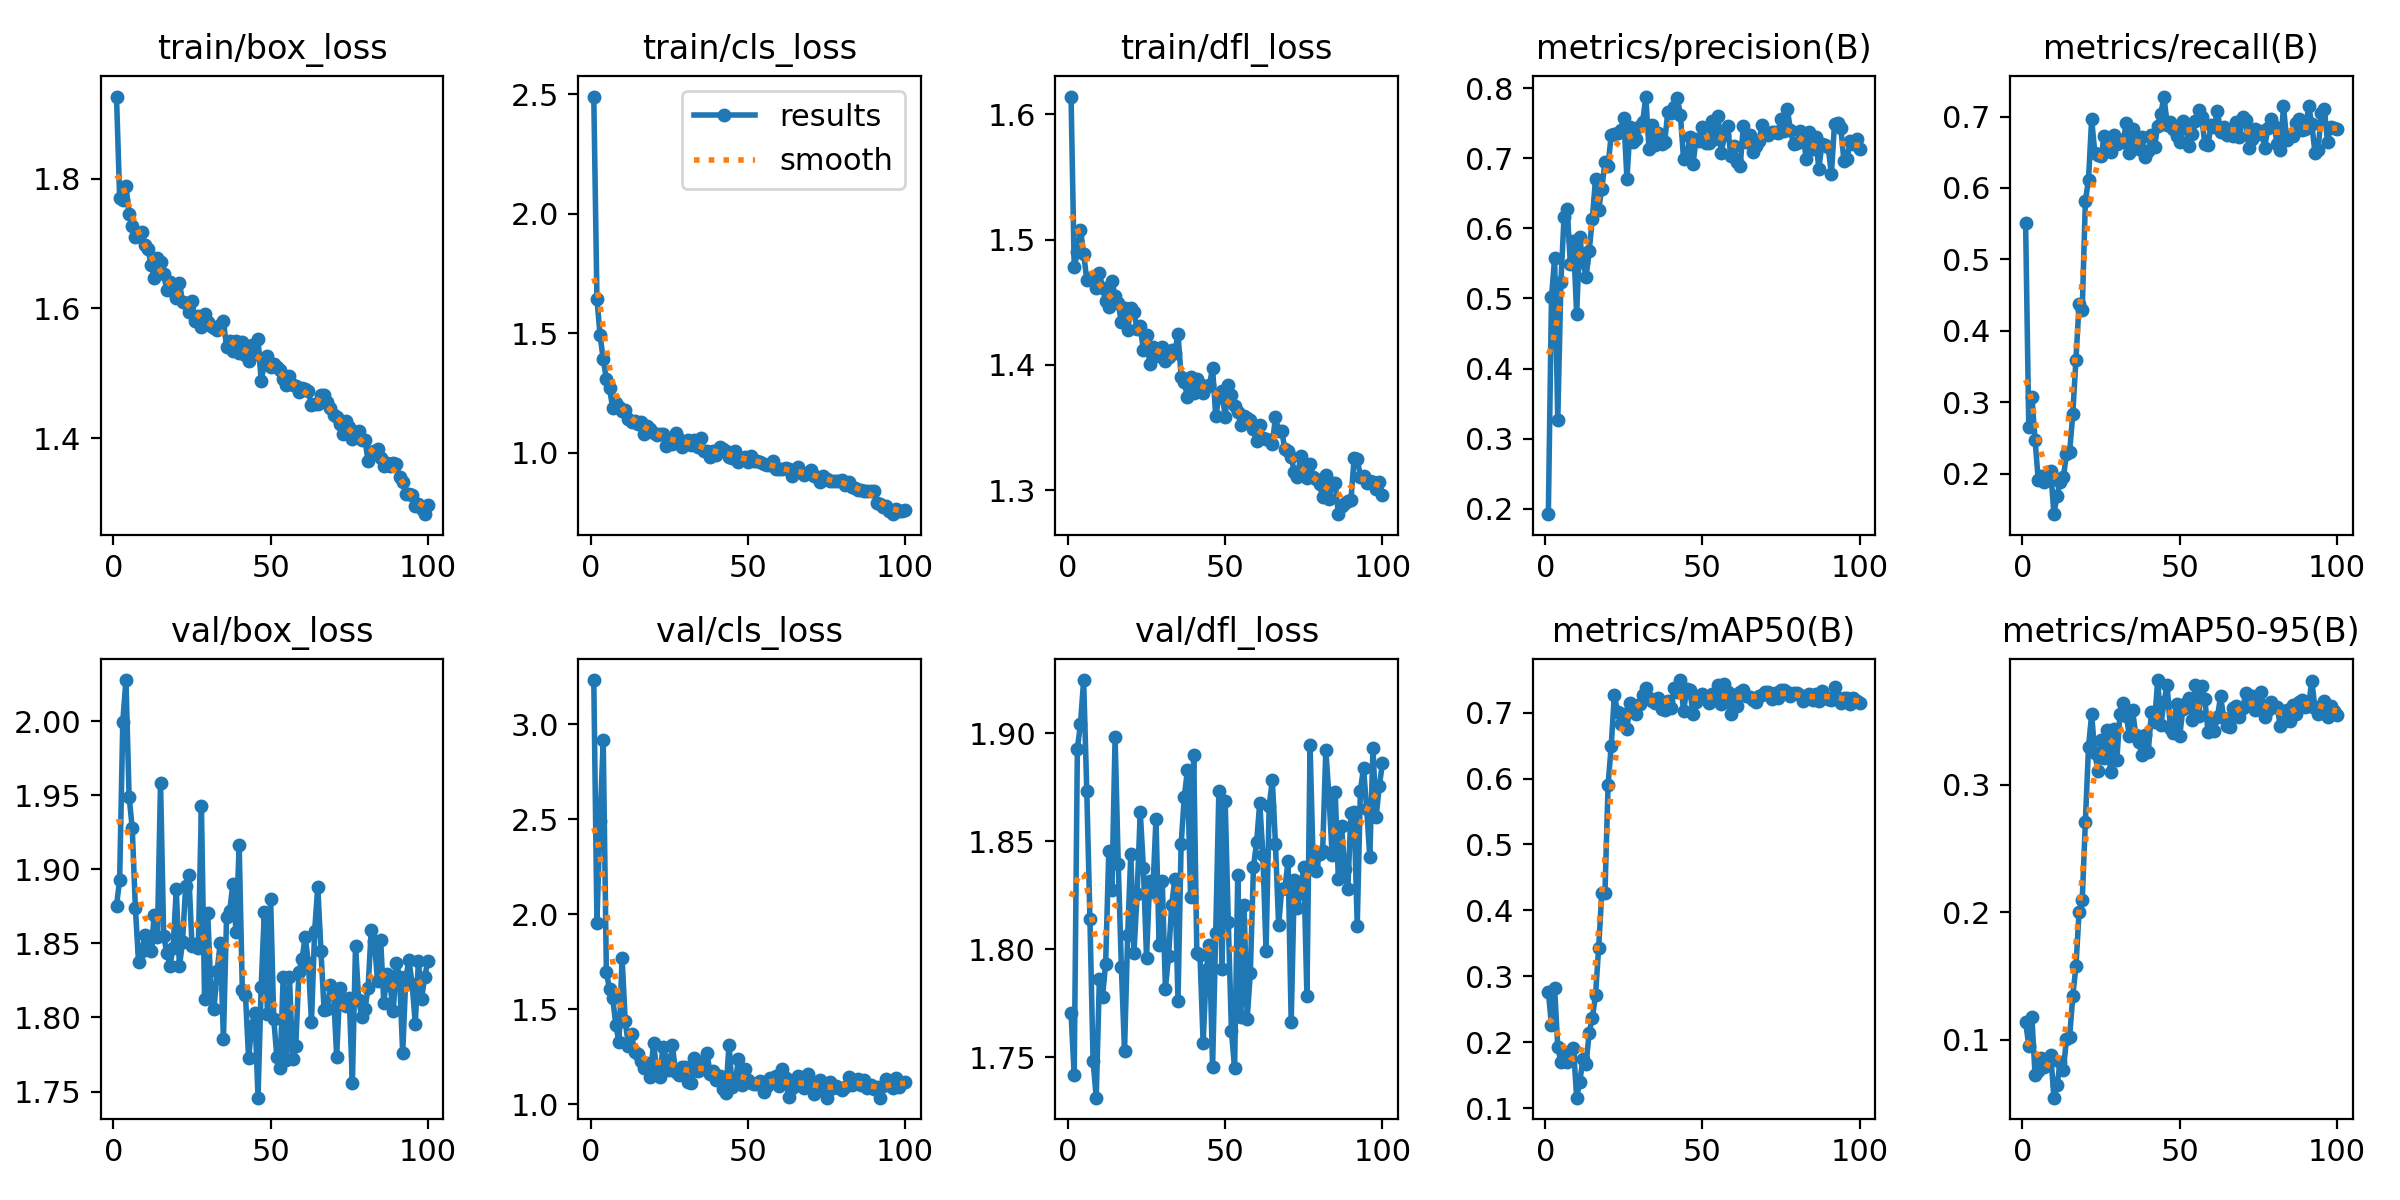 train/box_loss
1.8
1.6
1.4
0 50 100
train/cls_loss
2.5
2.0
1.5
1.0
results
smooth
0 50 100
train/dfl_loss
1.6
1.5
1.4
1.3
0 50 100
metrics/precision(B)
0.8
0.7
0.6
0.5
0.4
0.3
0.2
0 50 100
metrics/recall(B)
0.7
0.6
0.5
0.4
0.3
0.2
0 50 100
val/box_loss
2.00
1.95
1.90
1.85
1.80
1.75
0 50 100
val/cls_loss
3.0
2.5
2.0
1.5
1.0
0 50 100
val/dfl_loss
1.90
1.85
1.80
1.75
0 50 100
metrics/mAP50(B)
0.7
0.6
0.5
0.4
0.3
0.2
0.1
0 50 100
metrics/mAP50-95(B)
0.3
0.2
0.1
0 50 100